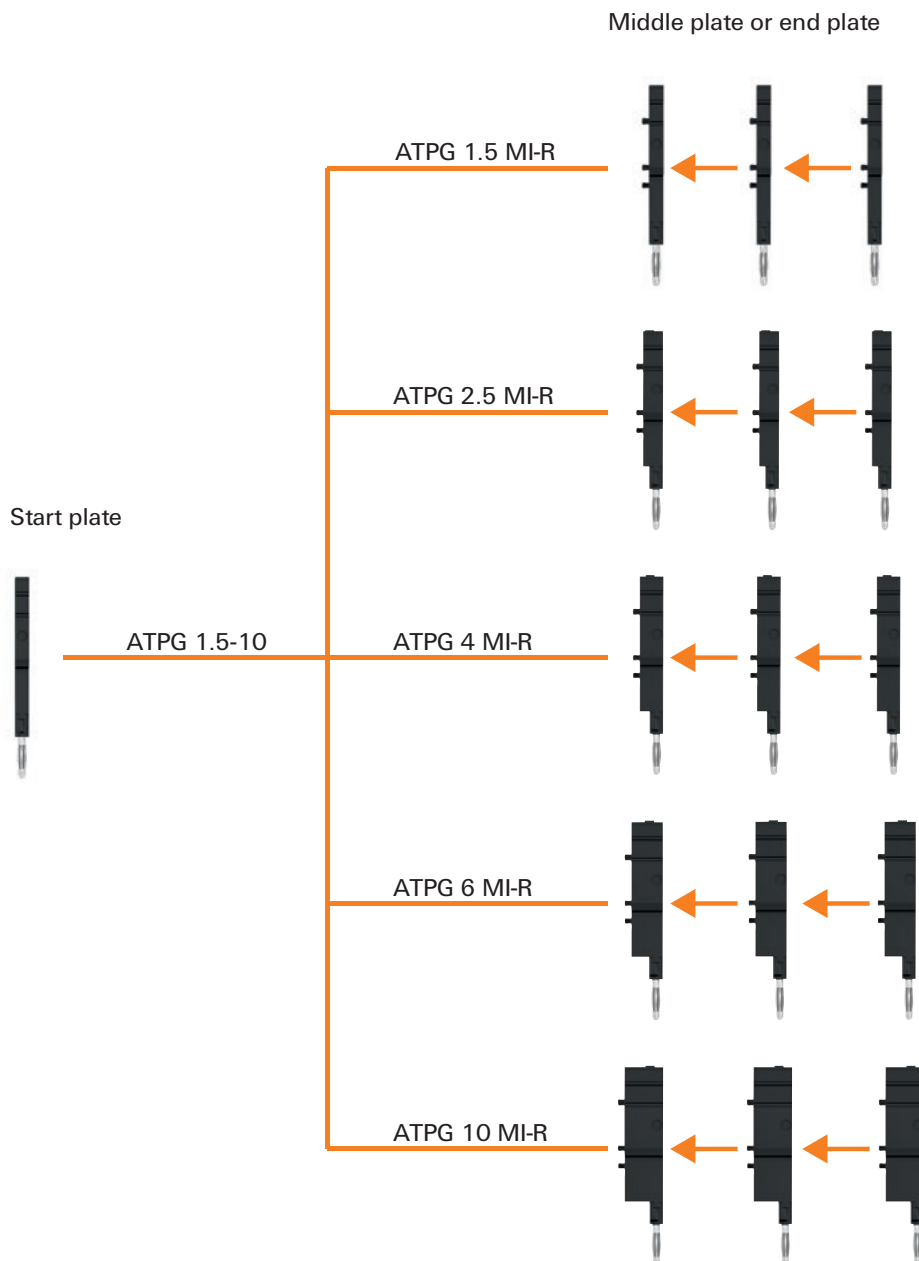 Middle plate or end plate
ATPG 1.5 MI-R
ATPG 2.5 MI-R
Start plate
ATPG 1.5-10
ATPG 4 MI-R
ATPG 6 MI-R
ATPG 10 MI-R